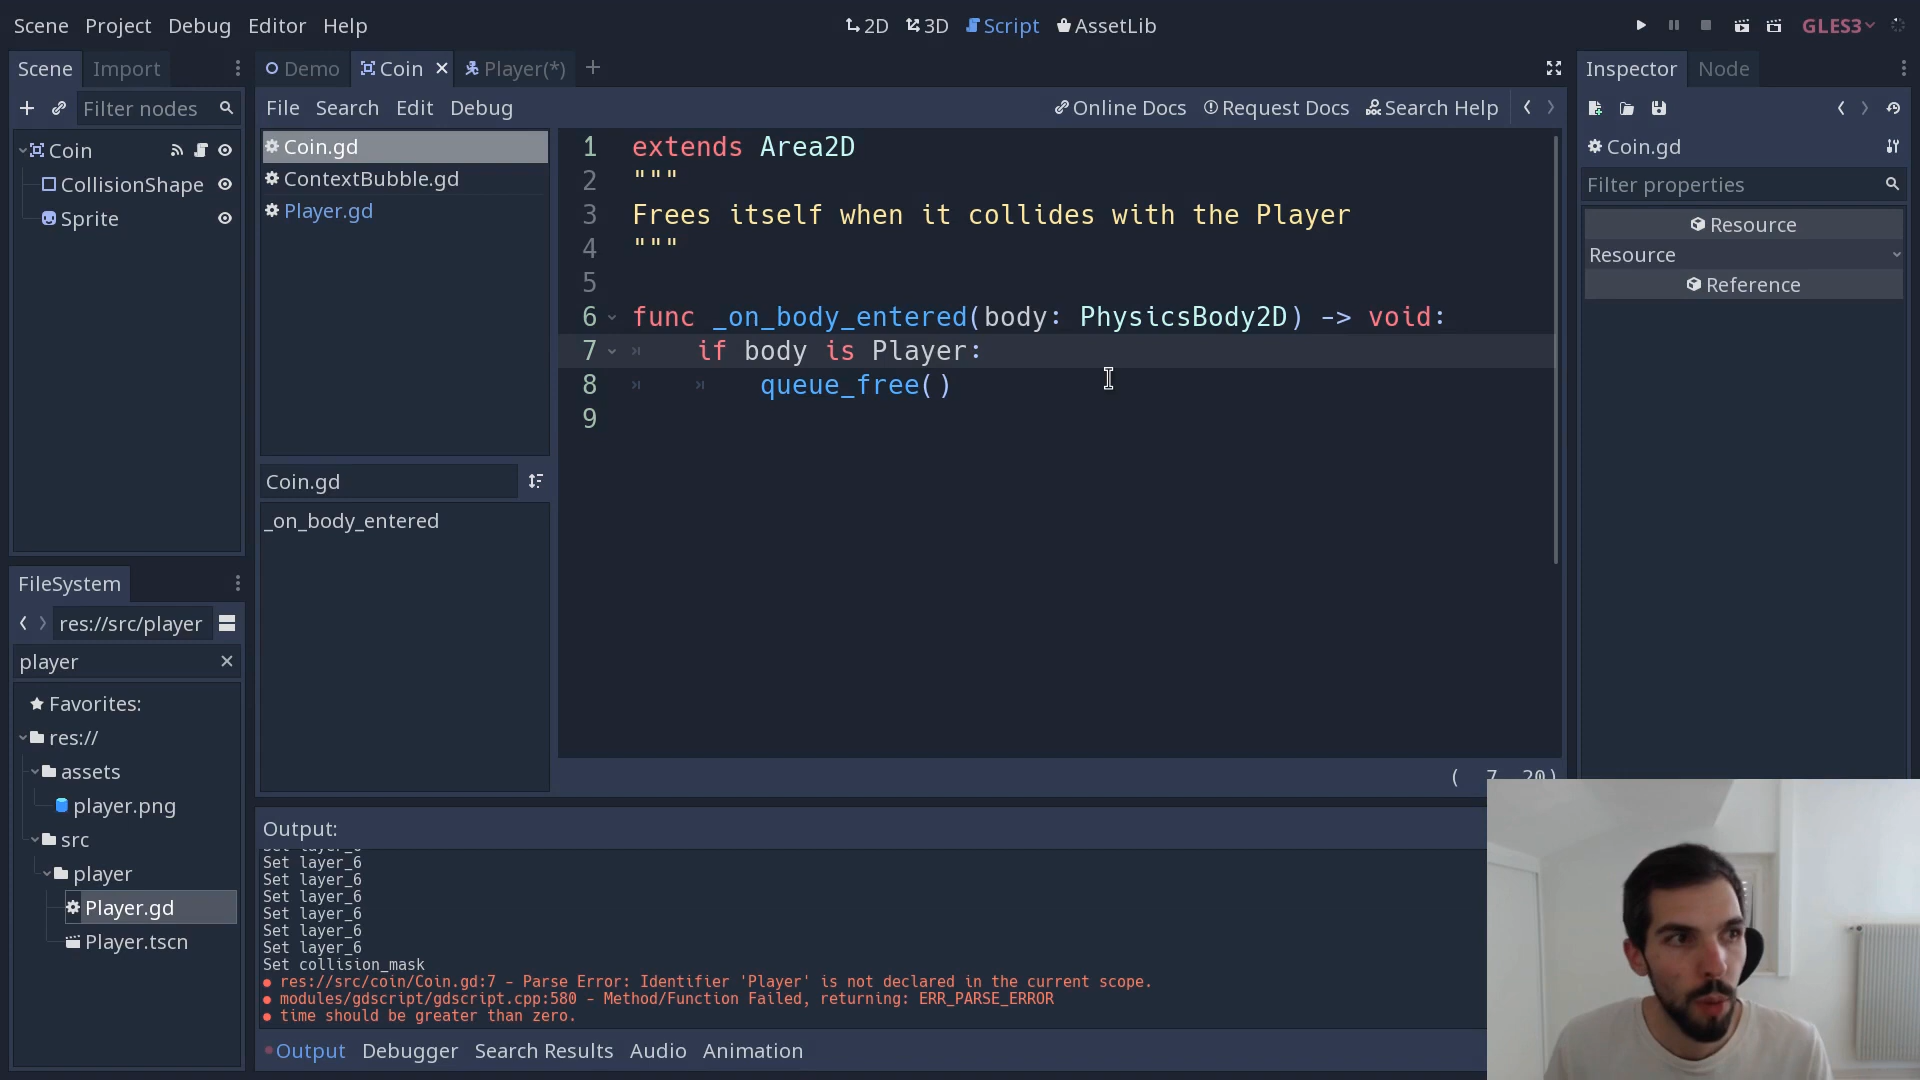 Scene Project Debug Editor Help
2D 3D Script AssetLib
GLES3
Scene Import
Demo Coin Player(*)
Inspector Node
Filter nodes
File Search Edit Debug
Online Docs Request Docs Search Help
Coin
CollisionShape
Sprite
Coin.gd
ContextBubble.gd
Player.gd
Coin.gd
_on_body_entered
1 extends Area2D
2 """
3 Frees itself when it collides with the Player
4 """
5
6 func _on_body_entered(body: PhysicsBody2D) -> void:
7 if body is Player:
8 queue_free()
9
( 7, 20)
Coin.gd
Filter properties
Resource
Resource
Reference
FileSystem
res://src/player
player
Favorites:
res://
assets
player.png
src
player
Player.gd
Player.tscn
Output:
Set layer_6
Set layer_6
Set layer_6
Set layer_6
Set layer_6
Set layer_6
Set layer_6
Set collision_mask
res://src/coin/Coin.gd:7 - Parse Error: Identifier 'Player' is not declared in the current scope.
modules/gdscript/gdscript.cpp:580 - Method/Function Failed, returning: ERR_PARSE_ERROR
time should be greater than zero.
Output Debugger Search Results Audio Animation